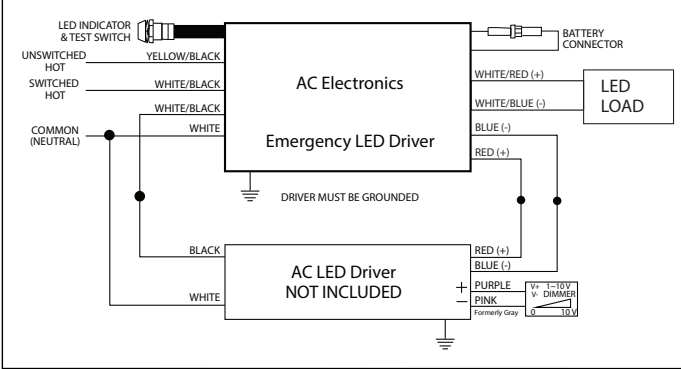 LED INDICATOR
& TEST SWITCH
BATTERY
CONNECTOR
UNSWITCHED
HOT
YELLOW/BLACK
SWITCHED
HOT
WHITE/BLACK
AC Electronics
WHITE/RED (+)
LED
LOAD
WHITE/BLACK
WHITE/BLUE (-)
COMMON
(NEUTRAL)
WHITE
Emergency LED Driver
BLUE (-)
RED (+)
DRIVER MUST BE GROUNDED
BLACK
AC LED Driver
NOT INCLUDED
RED (+)
BLUE (-)
WHITE
+ PURPLE
– PINK
Formerly Gray
V+ 1~10 V
V- DIMMER
0 10 V